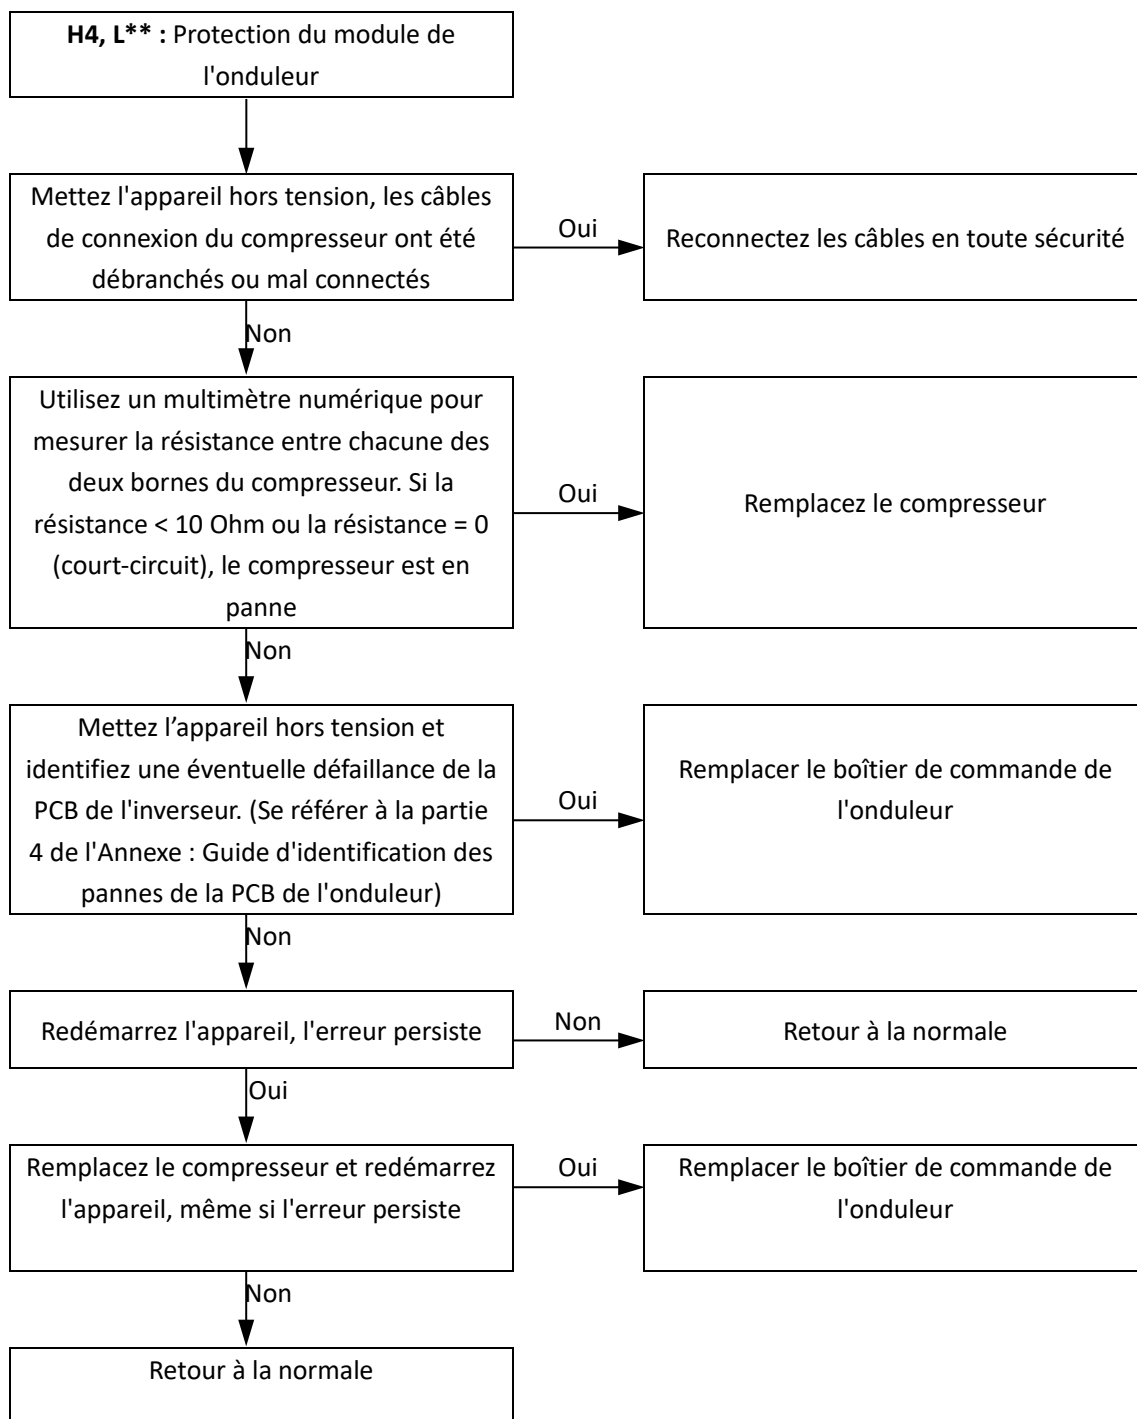 H4, L** : Protection du module de
l'onduleur
Mettez l'appareil hors tension, les câbles
de connexion du compresseur ont été
débranchés ou mal connectés
Oui
Reconnectez les câbles en toute sécurité
Non
Utilisez un multimètre numérique pour
mesurer la résistance entre chacune des
deux bornes du compresseur. Si la
résistance < 10 Ohm ou la résistance = 0
(court-circuit), le compresseur est en
panne
Oui
Remplacez le compresseur
Non
Mettez l’appareil hors tension et
identifiez une éventuelle défaillance de la
PCB de l'inverseur. (Se référer à la partie
4 de l'Annexe : Guide d'identification des
pannes de la PCB de l'onduleur)
Oui
Remplacer le boîtier de commande de
l'onduleur
Non
Redémarrez l'appareil, l'erreur persiste
Non
Retour à la normale
Oui
Remplacez le compresseur et redémarrez
l'appareil, même si l'erreur persiste
Oui
Remplacer le boîtier de commande de
l'onduleur
Non
Retour à la normale